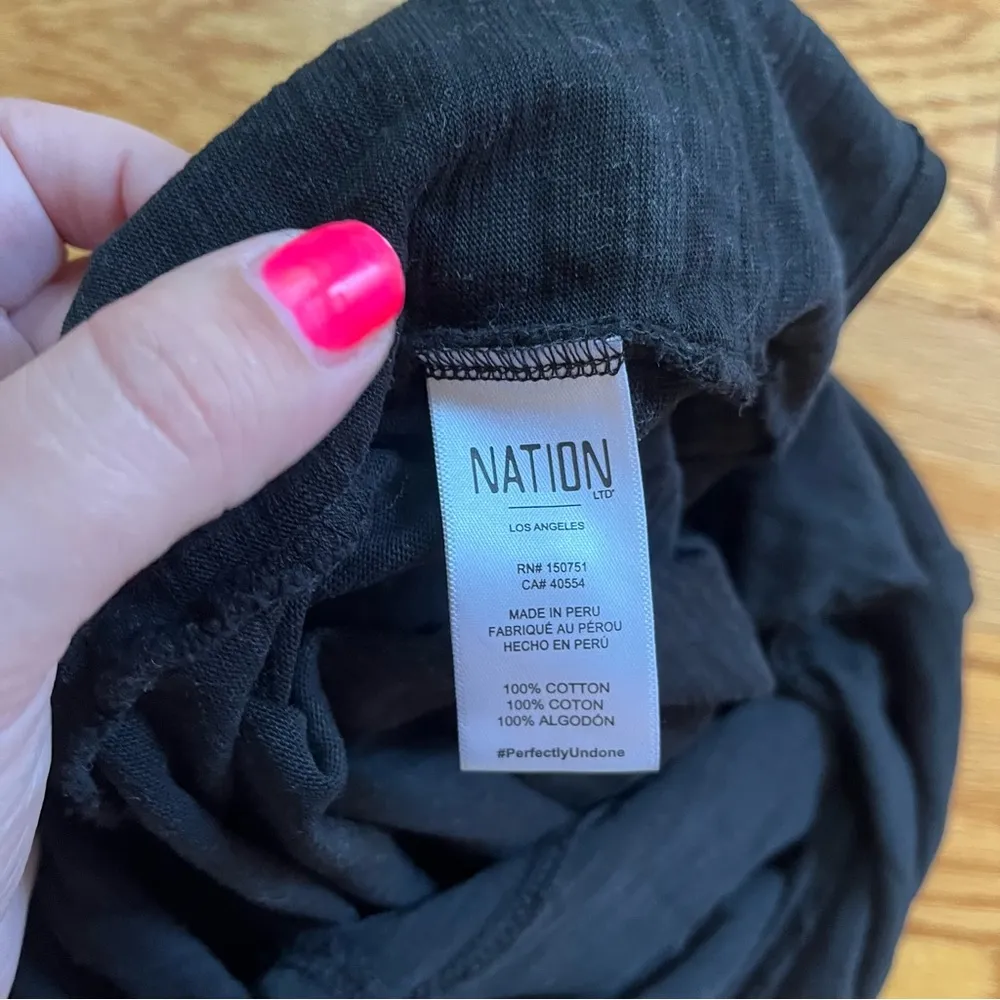 NATION
LTD
LOS ANGELES
RN# 150751
CA# 40554
MADE IN PERU
FABRIQUÉ AU PÉROU
HECHO EN PERÚ
100% COTTON
100% COTON
100% ALGODÓN
#PerfectlyUndone